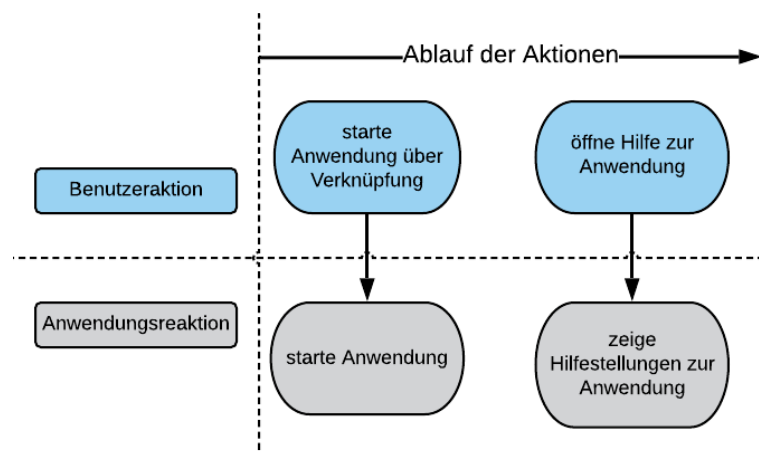 Ablauf der Aktionen
starte
Anwendung über
Verknüpfung
öffne Hilfe zur
Anwendung
Benutzeraktion
Anwendungsreaktion
starte Anwendung
zeige
Hilfestellungen zur
Anwendung